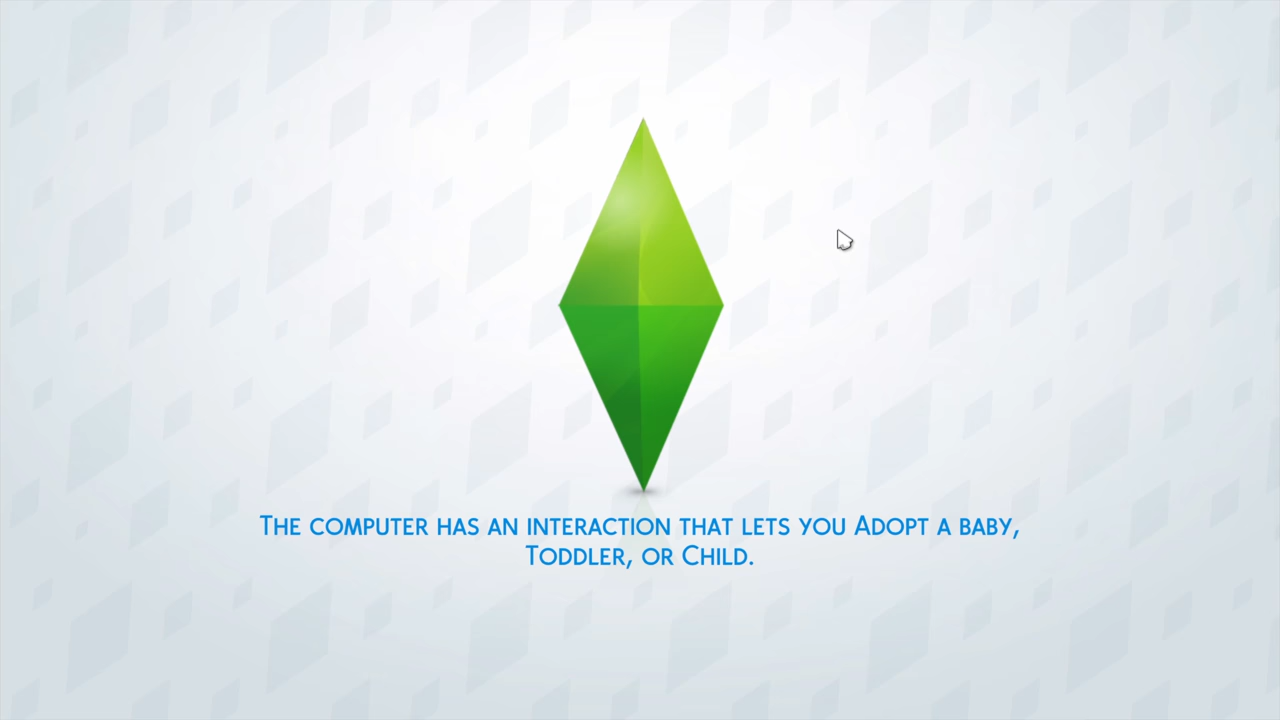 The computer has an interaction that lets you Adopt a baby,
Toddler, or Child.